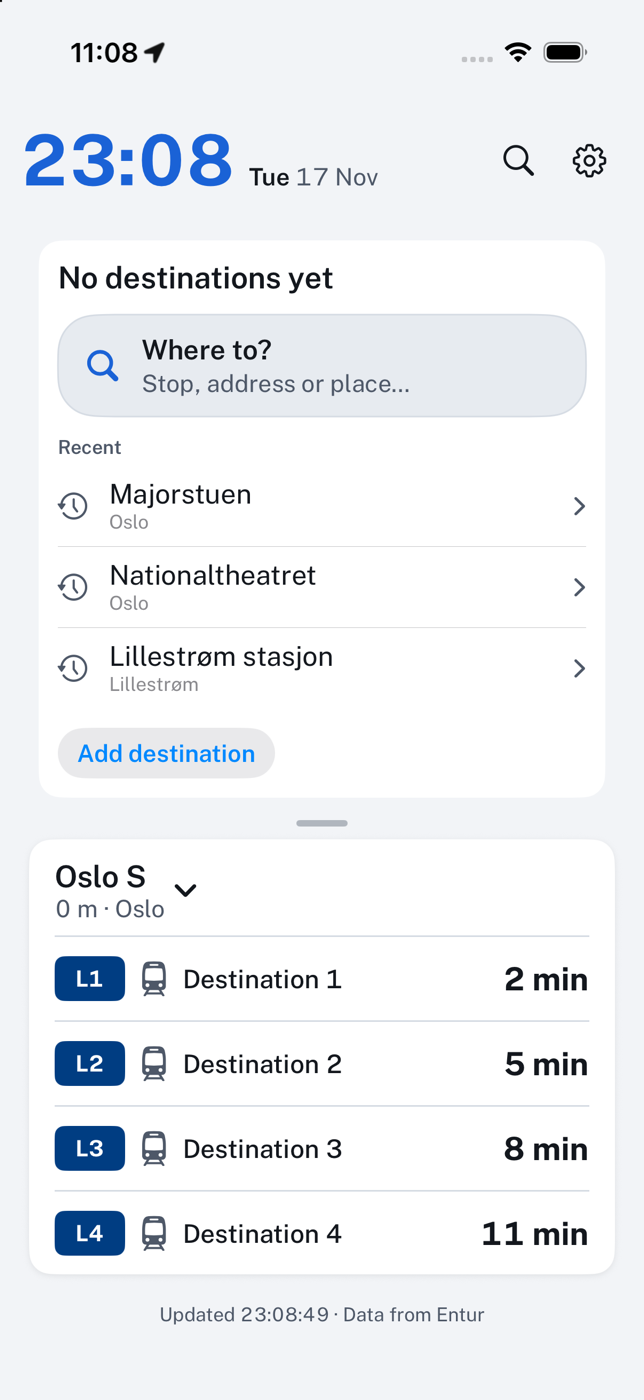 11:08
23:08 Tue 17 Nov
No destinations yet
Where to?
Stop, address or place...
Recent
Majorstuen
Oslo
Nationaltheatret
Oslo
Lillestrøm stasjon
Lillestrøm
Add destination
Oslo S
0 m · Oslo
L1 Destination 1 2 min
L2 Destination 2 5 min
L3 Destination 3 8 min
L4 Destination 4 11 min
Updated 23:08:49 · Data from Entur